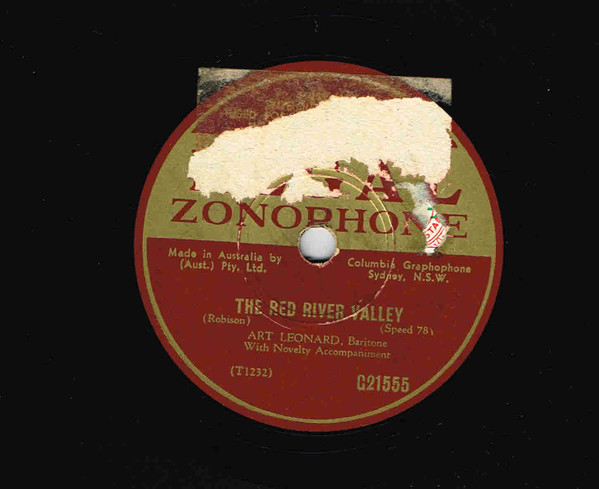 ZONOPHONE
Made in Australia by
(Aust.) Pty. Ltd.
Columbia Graphophone
Sydney, N.S.W.
THE RED RIVER VALLEY
(Robison)
(Speed 78)
ART LEONARD, Baritone
With Novelty Accompaniment
(T1232)
G21555